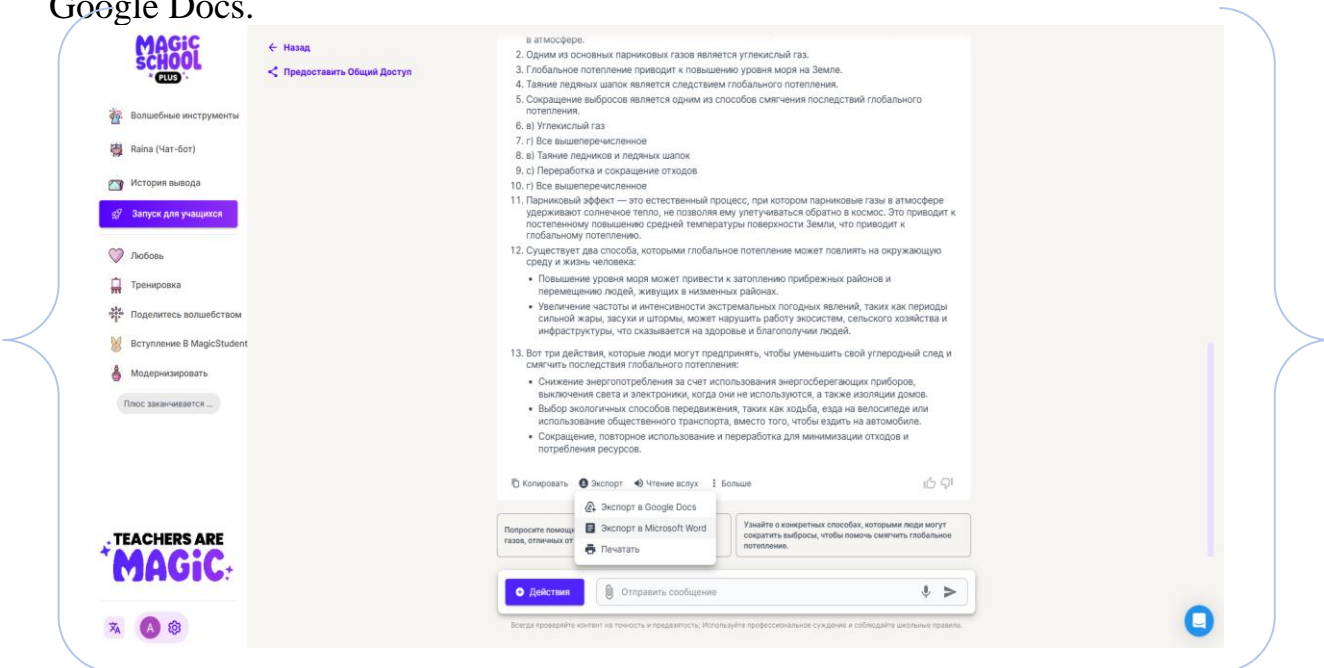 Google Docs.
MAGiC
SCHOOL
PLUS
Волшебные инструменты
Raina (Чат-бот)
История вывода
Запуск для учащихся
Любовь
Тренировка
Поделитесь волшебством
Вступление В MagicStudent
Модернизировать
Плюс заканчивается ...
TEACHERS ARE
MAGiC
A
← Назад
Предоставить Общий Доступ
в атмосфере.
2. Одним из основных парниковых газов является углекислый газ.
3. Глобальное потепление приводит к повышению уровня моря на Земле.
4. Таяние ледяных шапок является следствием глобального потепления.
5. Сокращение выбросов является одним из способов смягчения последствий глобального
потепления.
6. в) Углекислый газ
7. г) Все вышеперечисленное
8. в) Таяние ледников и ледяных шапок
9. с) Переработка и сокращение отходов
10. г) Все вышеперечисленное
11. Парниковый эффект — это естественный процесс, при котором парниковые газы в атмосфере
удерживают солнечное тепло, не позволяя ему улетучиваться обратно в космос. Это приводит к
постепенному повышению средней температуры поверхности Земли, что приводит к
глобальному потеплению.
12. Существует два способа, которыми глобальное потепление может повлиять на окружающую
среду и жизнь человека:
• Повышение уровня моря может привести к затоплению прибрежных районов и
перемещению людей, живущих в низменных районах.
• Увеличение частоты и интенсивности экстремальных погодных явлений, таких как периоды
сильной жары, засухи и штормы, может нарушить работу экосистем, сельского хозяйства и
инфраструктуры, что сказывается на здоровье и благополучии людей.
13. Вот три действия, которые люди могут предпринять, чтобы уменьшить свой углеродный след и
смягчить последствия глобального потепления:
• Снижение энергопотребления за счет использования энергосберегающих приборов,
выключения света и электроники, когда они не используются, а также изоляции домов.
• Выбор экологичных способов передвижения, таких как ходьба, езда на велосипеде или
использование общественного транспорта, вместо того, чтобы ездить на автомобиле.
• Сокращение, повторное использование и переработка для минимизации отходов и
потребления ресурсов.
Копировать Экспорт Чтение вслух Больше
Экспорт в Google Docs
Экспорт в Microsoft Word
Печатать
Попросите помощ
газов, отличных от
Узнайте о конкретных способах, которыми люди могут
сократить выбросы, чтобы помочь смягчить глобальное
потепление.
Действия
Отправить сообщение
Всегда проверяйте контент на точность и предвзятость; Используйте профессиональное суждение и соблюдайте школьные правила.